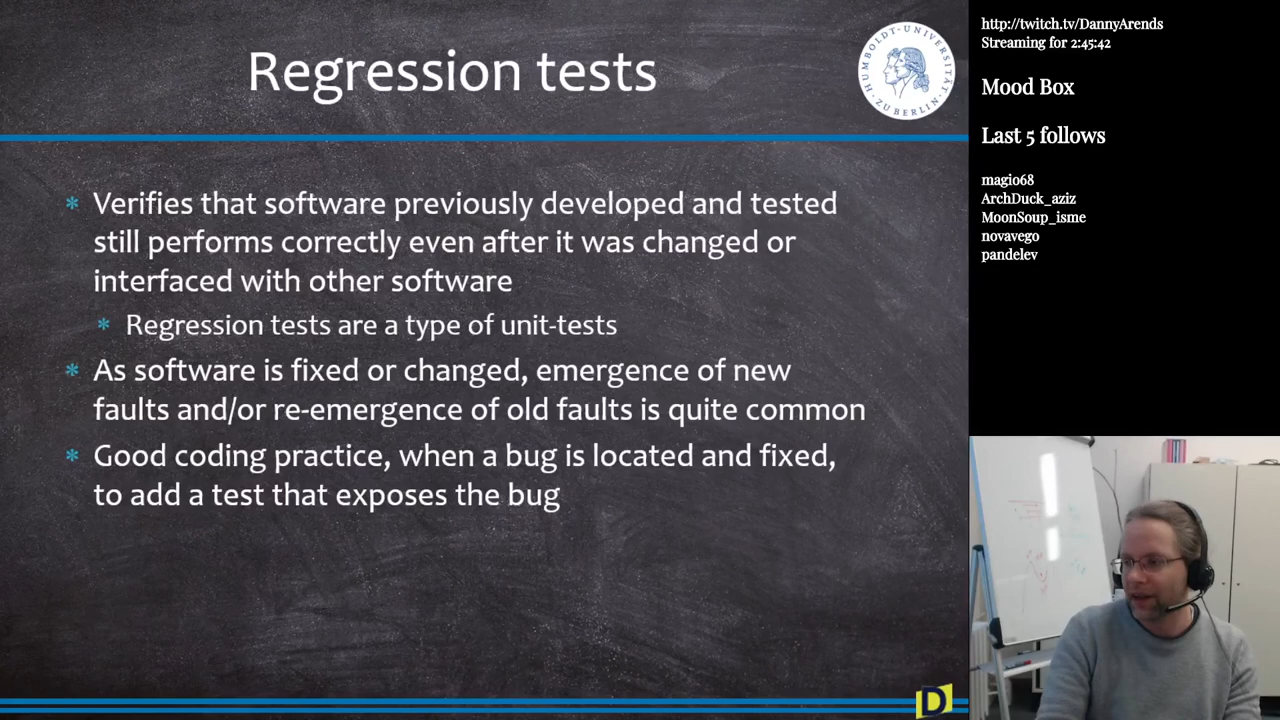 Regression tests
HUMBOLDT-UNIVERSITÄT
ZU BERLIN
* Verifies that software previously developed and tested
still performs correctly even after it was changed or
interfaced with other software
* Regression tests are a type of unit-tests
* As software is fixed or changed, emergence of new
faults and/or re-emergence of old faults is quite common
* Good coding practice, when a bug is located and fixed,
to add a test that exposes the bug
D
http://twitch.tv/DannyArends
Streaming for 2:45:42
Mood Box
Last 5 follows
magio68
ArchDuck_aziz
MoonSoup_isme
novavego
pandelev